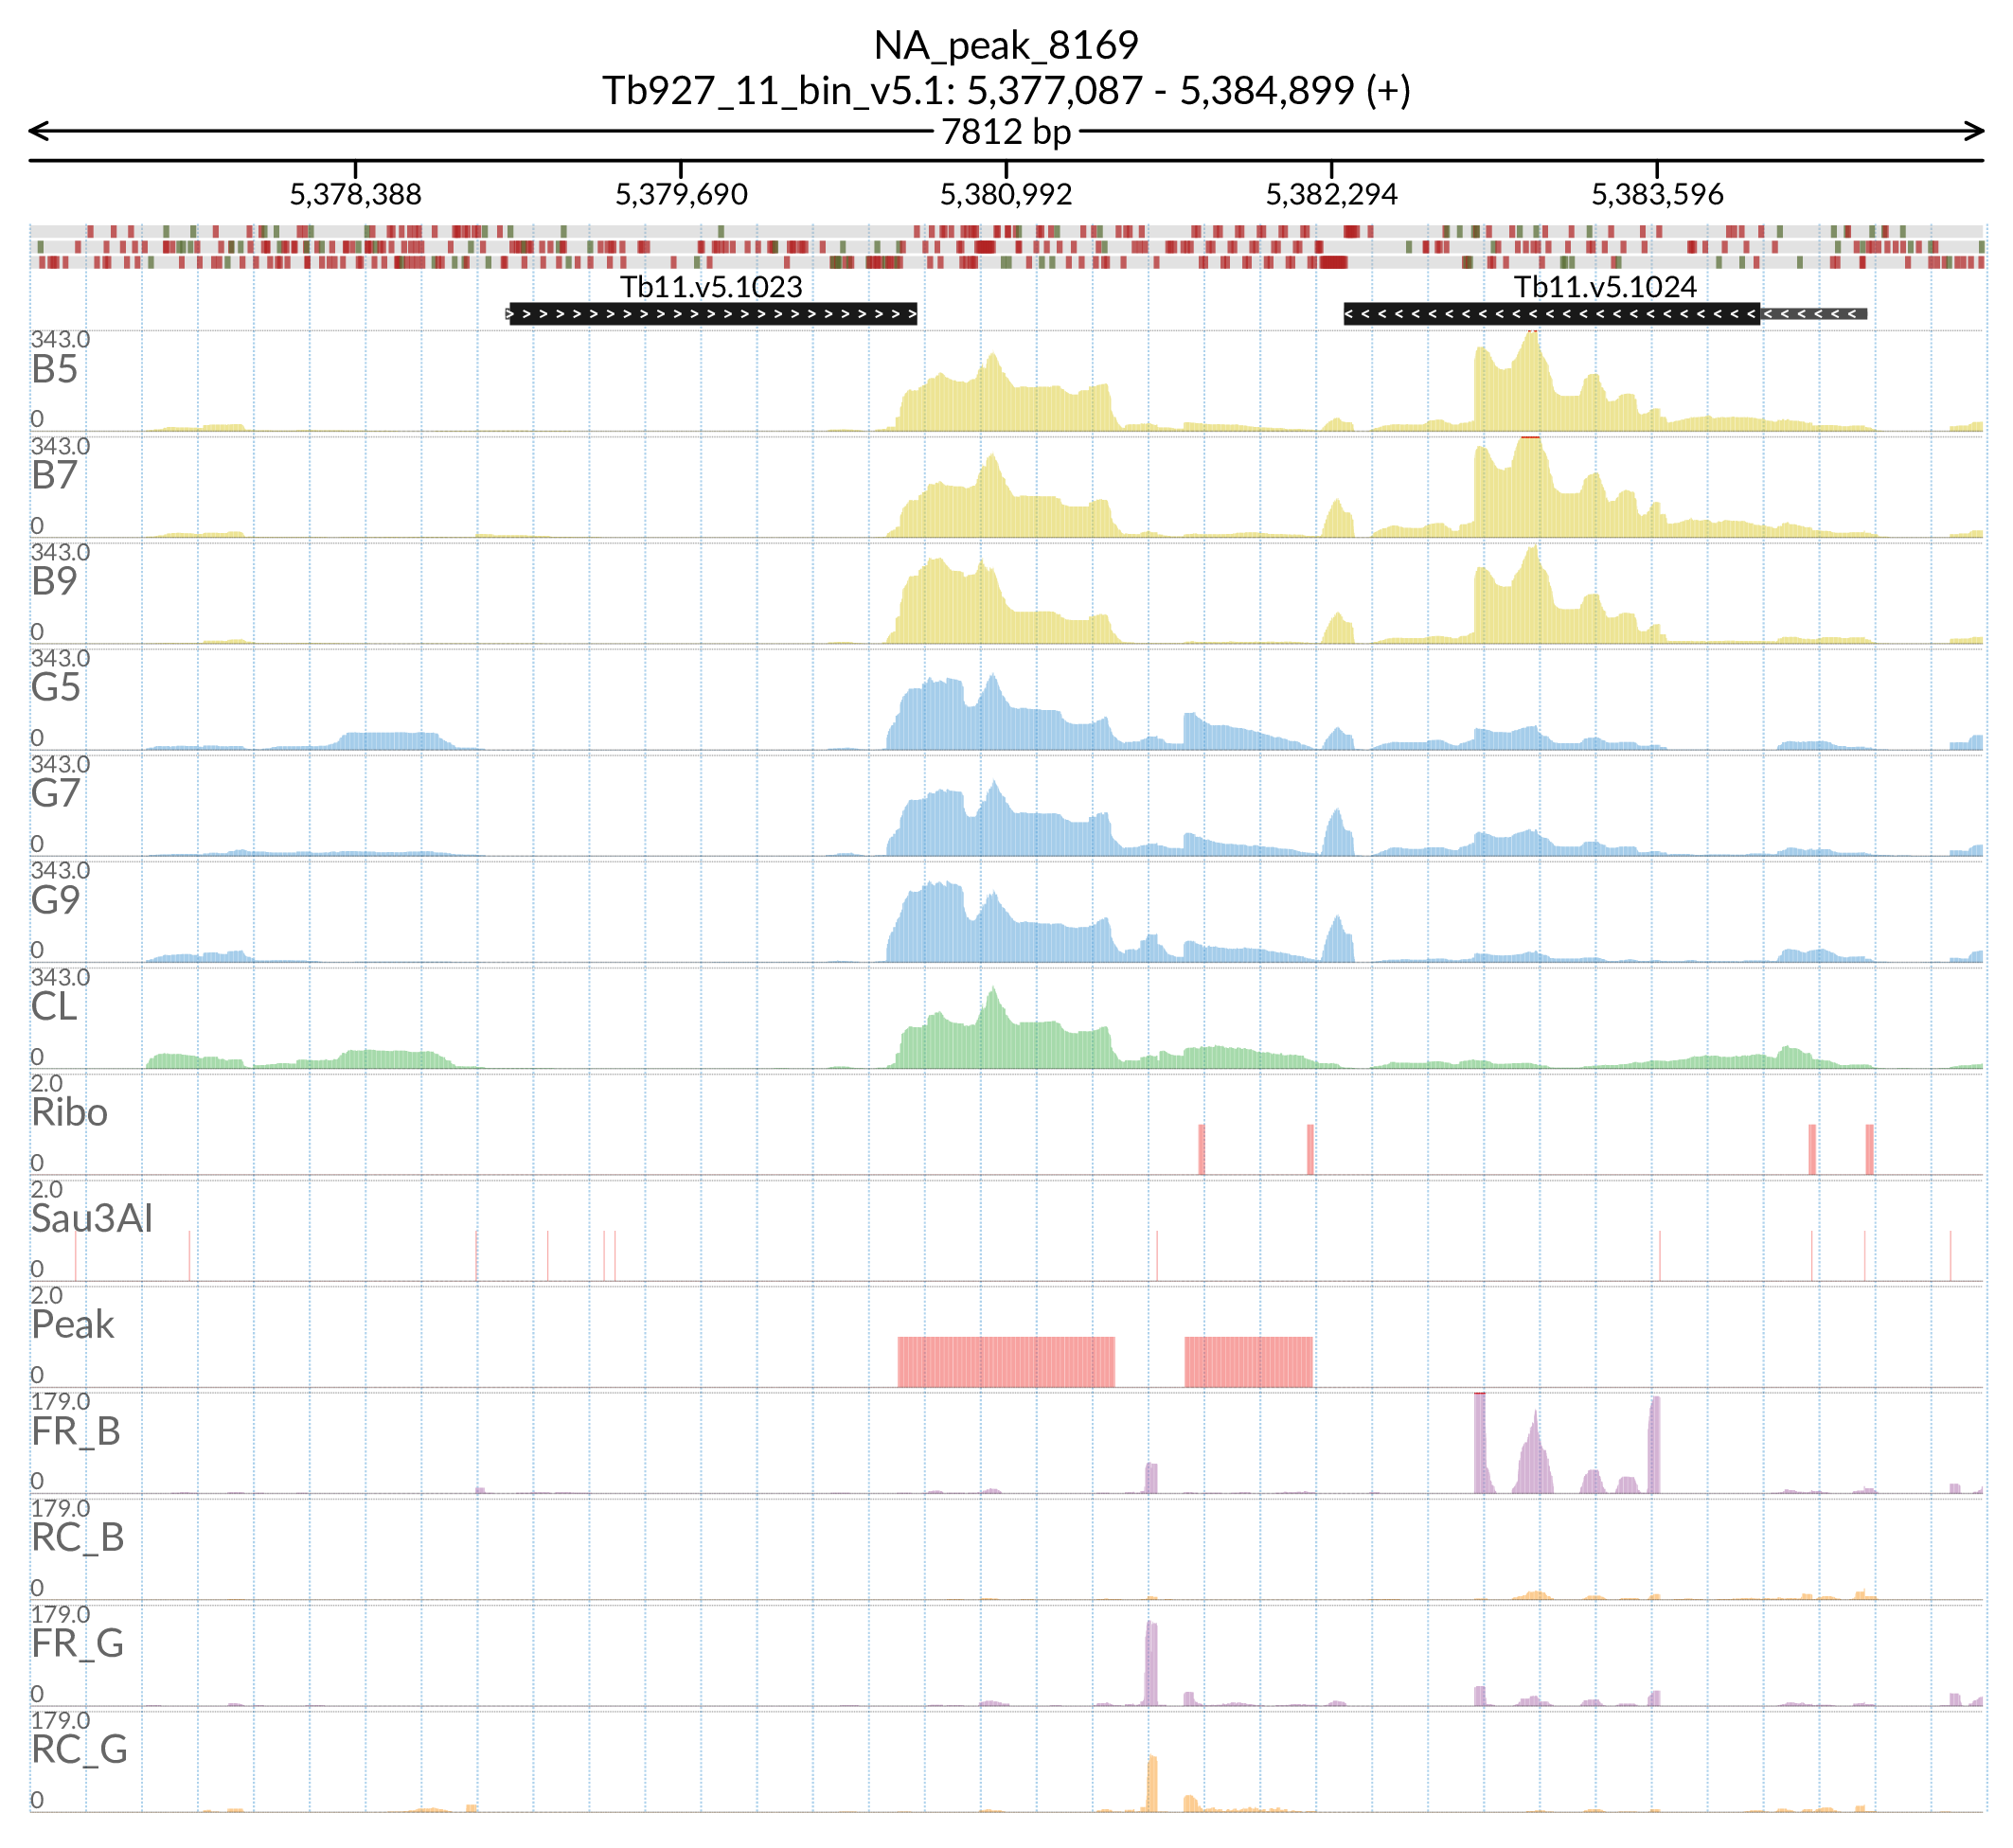 NA_peak_8169
Tb927_11_bin_v5.1: 5,377,087 - 5,384,899 (+)
7812 bp
5,378,388 5,379,690 5,380,992 5,382,294 5,383,596
Tb11.v5.1023 Tb11.v5.1024
343.0
B5
0
343.0
B7
0
343.0
B9
0
343.0
G5
0
343.0
G7
0
343.0
G9
0
343.0
CL
0
2.0
Ribo
0
2.0
Sau3AI
0
2.0
Peak
0
179.0
FR_B
0
179.0
RC_B
0
179.0
FR_G
0
179.0
RC_G
0